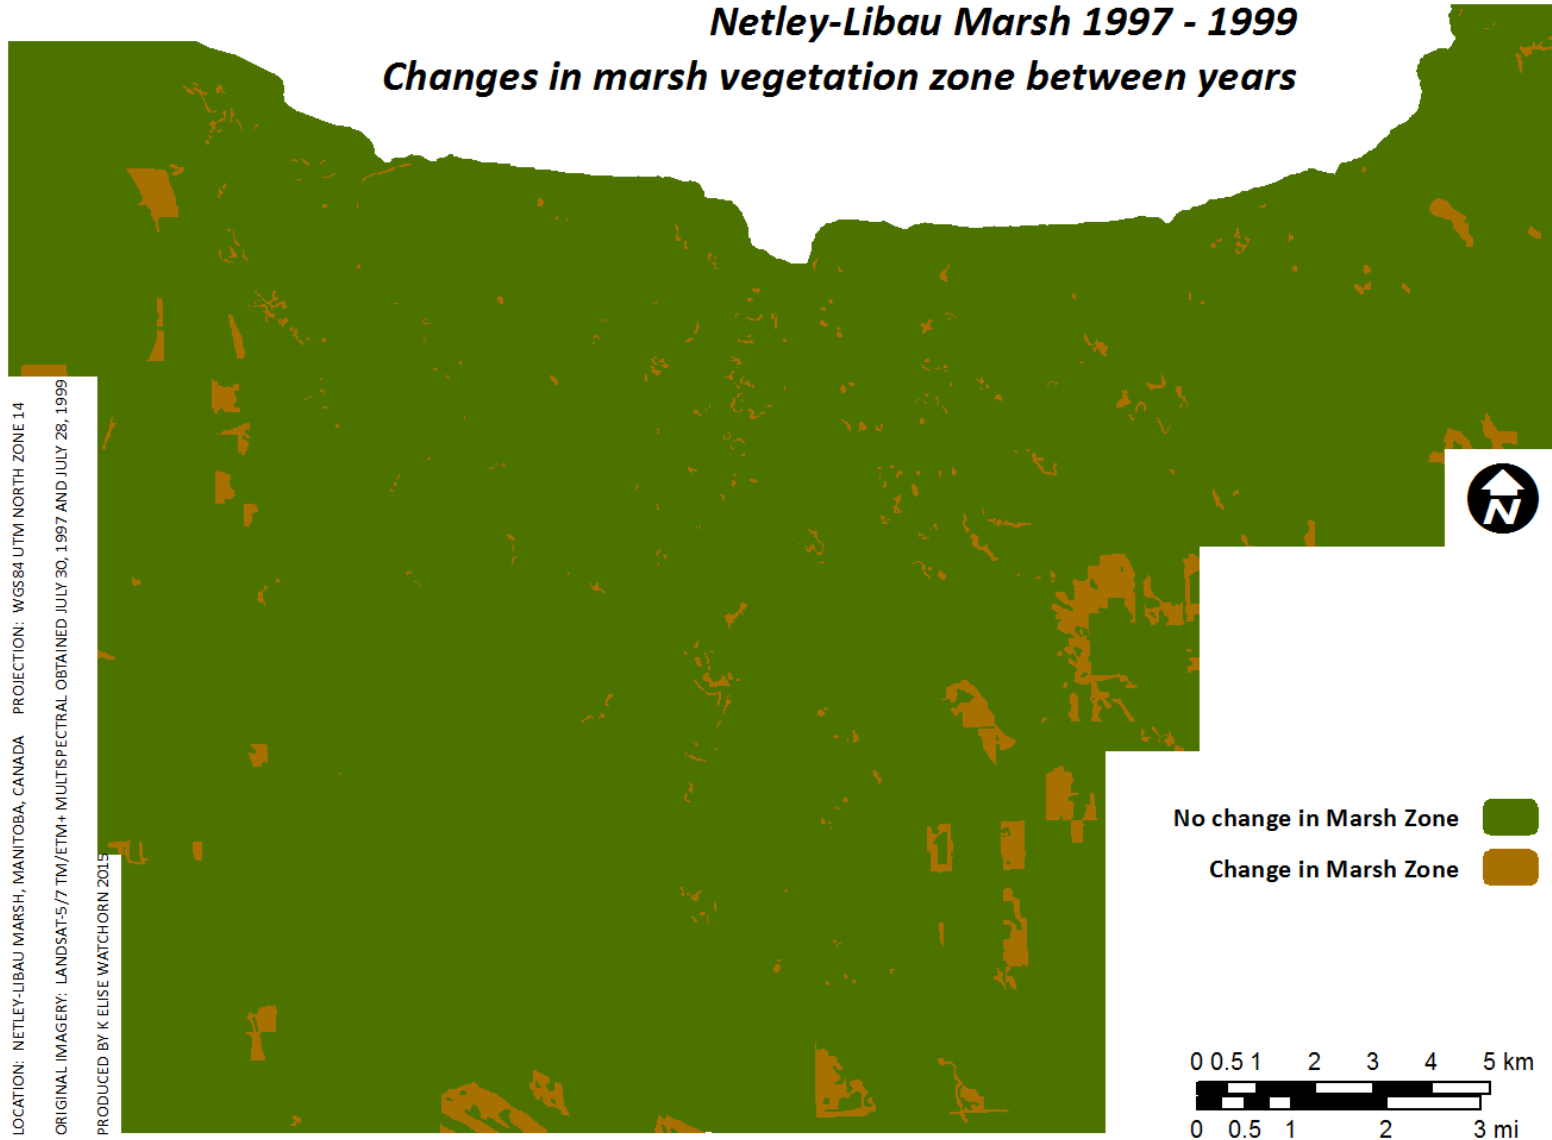 Netley-Libau Marsh 1997 - 1999
Changes in marsh vegetation zone between years
LOCATION: NETLEY-LIBAU MARSH, MANITOBA, CANADA PROJECTION: WGS84 UTM NORTH ZONE 14
ORIGINAL IMAGERY: LANDSAT-5/7 TM/ETM+ MULTISPECTRAL OBTAINED JULY 30, 1997 AND JULY 28, 1999
PRODUCED BY K ELISE WATCHORN 2015
N
No change in Marsh Zone
Change in Marsh Zone
0 0.5 1 2 3 4 5 km
0 0.5 1 2 3 mi